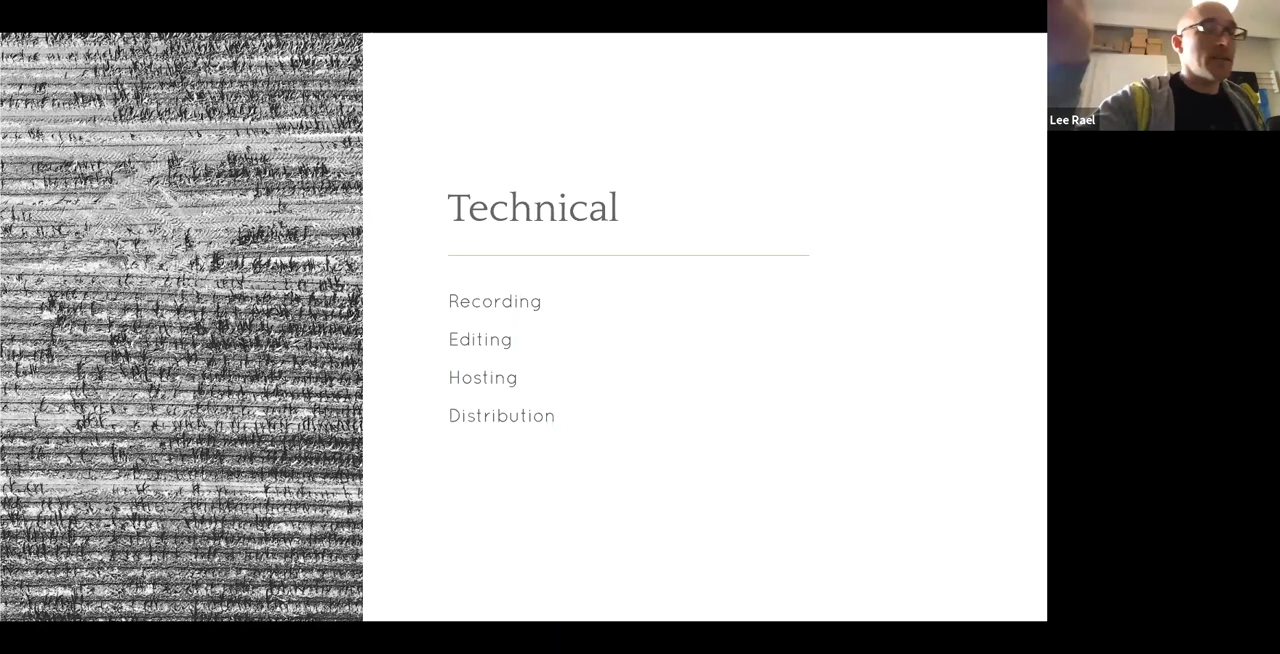 Technical
Recording
Editing
Hosting
Distribution
Lee Rael